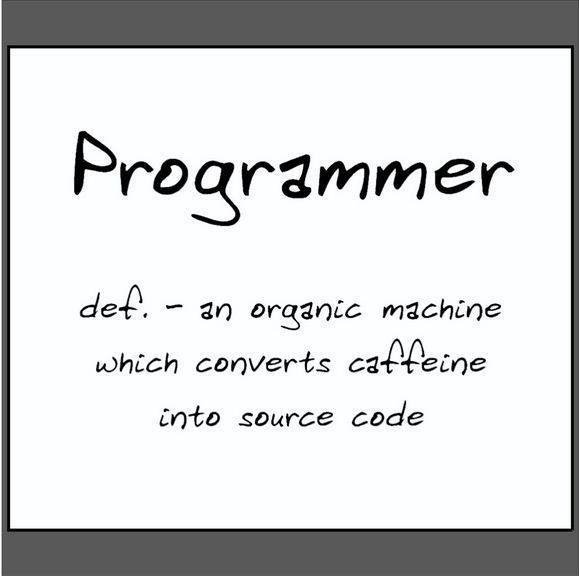 Programmer
def. - an organic machine
which converts caffeine
into source code